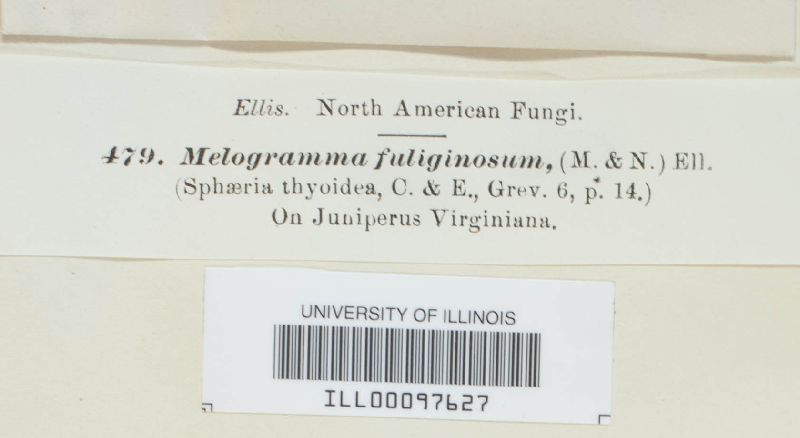 Ellis. North American Fungi.
479. Melogramma fuliginosum, (M. & N.) Ell.
(Sphæria thyoidea, C. & E., Grev. 6, p. 14.)
On Juniperus Virginiana.
UNIVERSITY OF ILLINOIS
ILL00097627